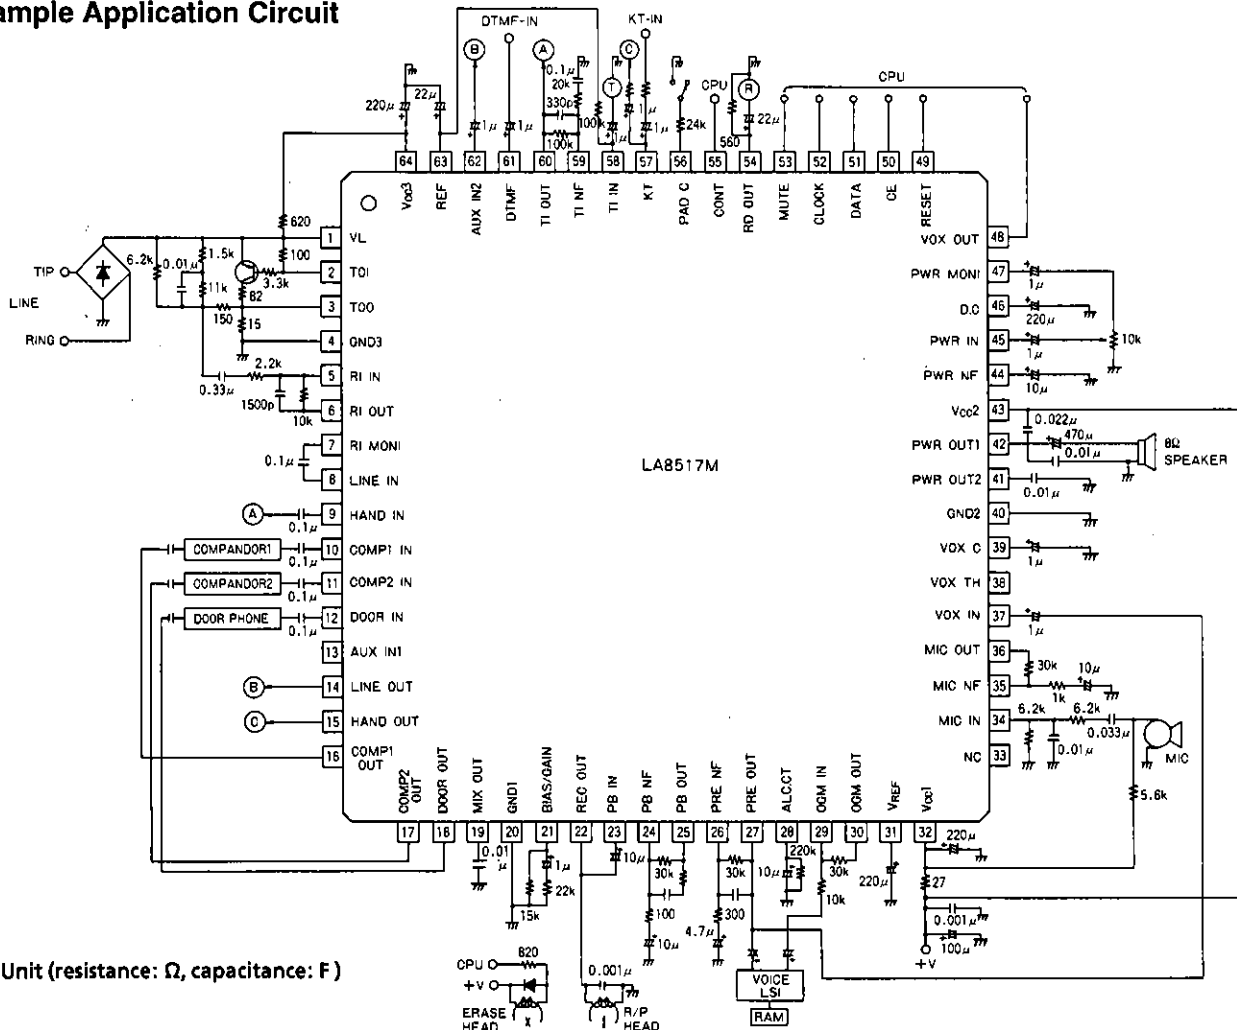 ample Application Circuit
DTMF-IN
KT-IN
B
A
C
CPU
0.1μ
20k
T
CPU
R
22μ
220μ
330p
1μ
1μ
1μ
100k
1μ
1μ
24k
22μ
100k
1μ
560
64 63 62 61 60 59 58 57 56 55 54 53 52 51 50 49
Vcc3
REF
AUX IN2
DTMF
TI OUT
TI NF
TI IN
KT
PAD C
CONT
RD OUT
MUTE
CLOCK
DATA
CE
RESET
620
1 VL
VOX OUT 48
6.2k
0.01μ
1.5k
100
TIP
2 TOI
PWR MONI 47
1μ
3.3k
11k
82
LINE
3 TOO
D.C 46
220μ
150
15
RING
4 GND3
PWR IN 45
1μ
10k
2.2k
5 RI IN
PWR NF 44
10μ
0.33μ
1500p
10k
6 RI OUT
Vcc2 43
0.022μ
7 RI MONI
PWR OUT1 42
470μ
8Ω
SPEAKER
0.01μ
0.1μ
LA8517M
8 LINE IN
PWR OUT2 41
0.01μ
A
9 HAND IN
GND2 40
0.1μ
COMPANDOR1
10 COMP1 IN
VOX C 39
1μ
0.1μ
COMPANDOR2
11 COMP2 IN
VOX TH 38
0.1μ
DOOR PHONE
12 DOOR IN
VOX IN 37
1μ
0.1μ
13 AUX IN1
MIC OUT 36
30k
10μ
B
14 LINE OUT
MIC NF 35
1k
C
15 HAND OUT
MIC IN 34
6.2k
6.2k
0.033μ
0.01μ
MIC
16 COMP1
OUT
NC 33
5.6k
COMP2
OUT
DOOR OUT
MIX OUT
GND1
BIAS/GAIN
REC OUT
PB IN
PB NF
PB OUT
PRE NF
PRE OUT
ALC.CT
OGM IN
OGM OUT
VREF
Vcc1
17 18 19 20 21 22 23 24 25 26 27 28 29 30 31 32
0.01
μ
1μ
10μ
30k
30k
220k
10μ
30k
220μ
220μ
27
22k
15k
100
300
10k
10μ
4.7μ
0.001μ
100μ
+V
Unit (resistance: Ω, capacitance: F)
CPU
820
+V
ERASE
HEAD
0.001μ
R/P
HEAD
VOICE
LSI
RAM